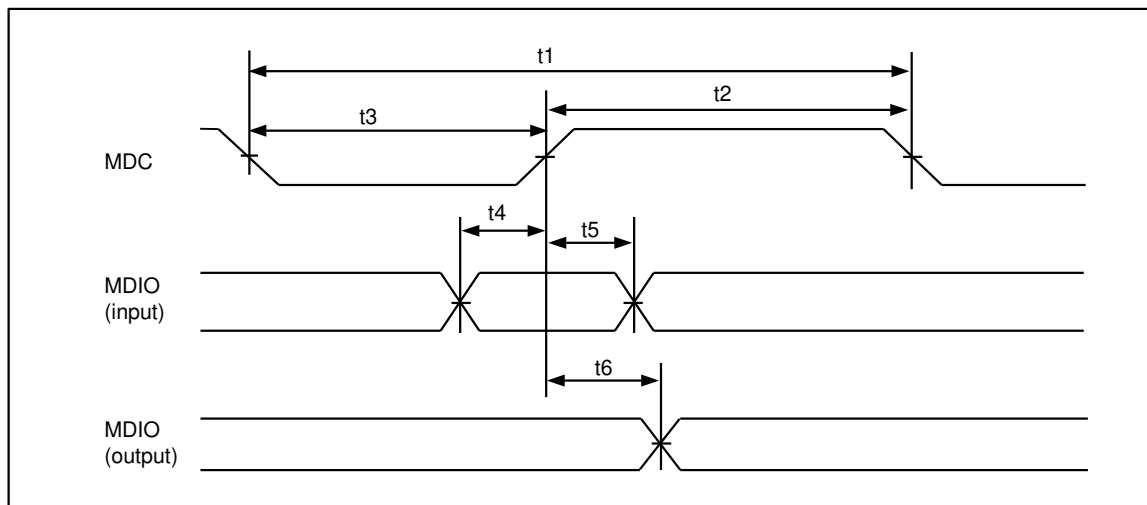 t1
t2
t3
MDC
t4
t5
MDIO
(input)
t6
MDIO
(output)